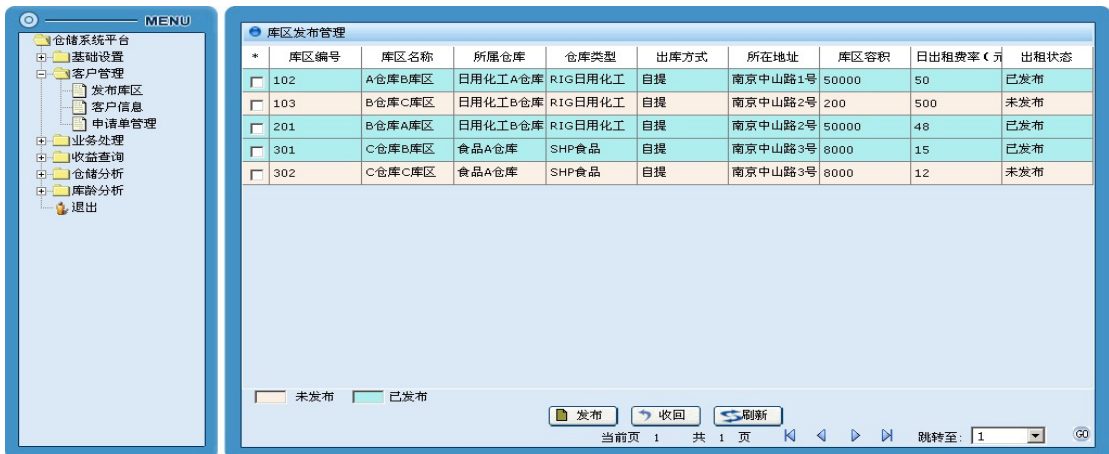 MENU
仓储系统平台
基础设置
客户管理
发布库区
客户信息
申请单管理
业务处理
收益查询
仓储分析
库龄分析
退出
库区发布管理
* 库区编号 库区名称 所属仓库 仓库类型 出库方式 所在地址 库区容积 日出租费率(元 出租状态
102 A仓库B库区 日用化工A仓库 RIG日用化工 自提 南京中山路1号 50000 50 已发布
103 B仓库C库区 日用化工B仓库 RIG日用化工 自提 南京中山路2号 200 500 未发布
201 B仓库A库区 日用化工B仓库 RIG日用化工 自提 南京中山路2号 50000 48 已发布
301 C仓库B库区 食品A仓库 SHP食品 自提 南京中山路3号 8000 15 已发布
302 C仓库C库区 食品A仓库 SHP食品 自提 南京中山路3号 8000 12 未发布
未发布 已发布
发布 收回 刷新
当前页 1 共 1 页 跳转至: 1 GO